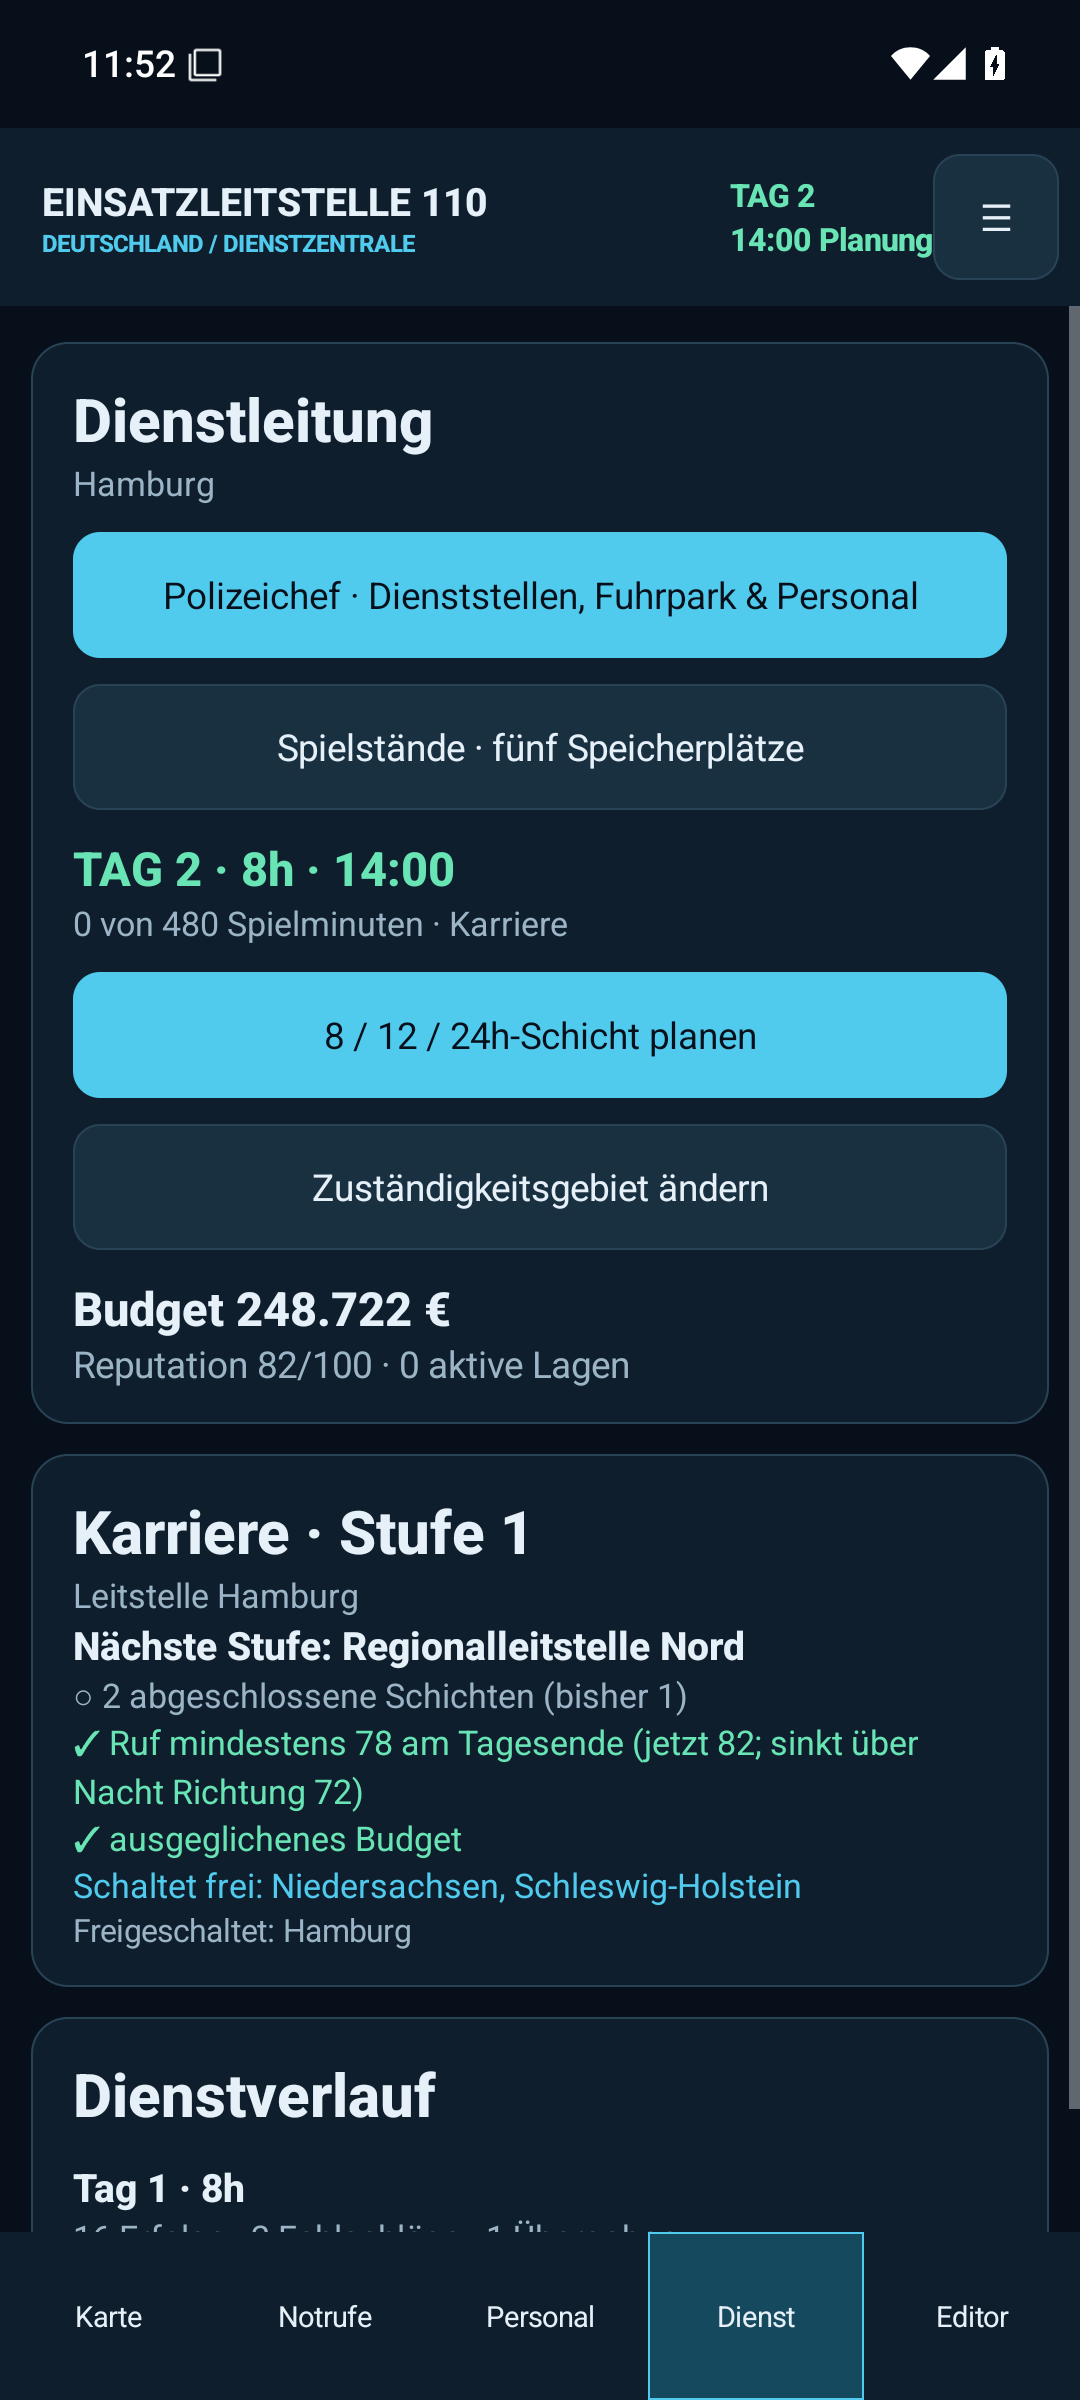 11:52
EINSATZLEITSTELLE 110
DEUTSCHLAND / DIENSTZENTRALE
TAG 2
14:00 Planung
Dienstleitung
Hamburg
Polizeichef · Dienststellen, Fuhrpark & Personal
Spielstände · fünf Speicherplätze
TAG 2 · 8h · 14:00
0 von 480 Spielminuten · Karriere
8 / 12 / 24h-Schicht planen
Zuständigkeitsgebiet ändern
Budget 248.722 €
Reputation 82/100 · 0 aktive Lagen
Karriere · Stufe 1
Leitstelle Hamburg
Nächste Stufe: Regionalleitstelle Nord
○ 2 abgeschlossene Schichten (bisher 1)
✓ Ruf mindestens 78 am Tagesende (jetzt 82; sinkt über
Nacht Richtung 72)
✓ ausgeglichenes Budget
Schaltet frei: Niedersachsen, Schleswig-Holstein
Freigeschaltet: Hamburg
Dienstverlauf
Tag 1 · 8h
Karte
Notrufe
Personal
Dienst
Editor